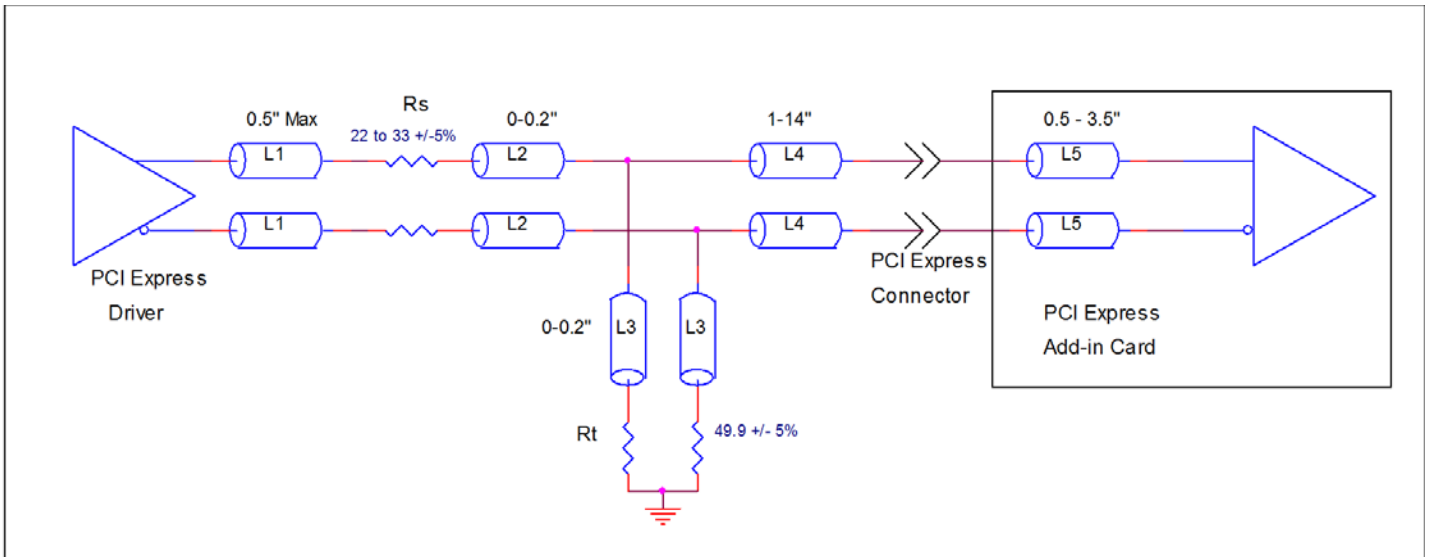 0.5" Max
Rs
22 to 33 +/-5%
0-0.2"
1-14"
0.5 - 3.5"
L1
L2
L4
L5
L1
L2
L4
L5
PCI Express
Driver
PCI Express
Connector
0-0.2"
L3
L3
PCI Express
Add-in Card
Rt
49.9 +/- 5%